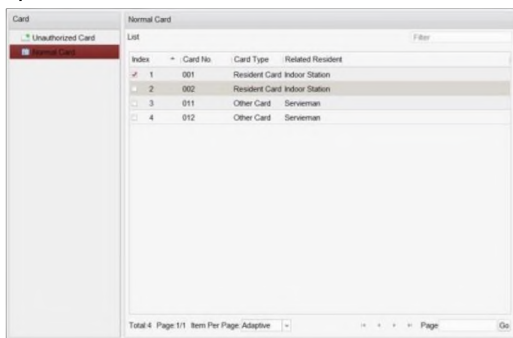 Card
Unauthorized Card
Normal Card
Normal Card
List
Filter
Index Card No. Card Type Related Resident
1 001 Resident Card Indoor Station
2 002 Resident Card Indoor Station
3 011 Other Card Servieman
4 012 Other Card Servieman
Total:4 Page:1/1 Item Per Page: Adaptive Page Go